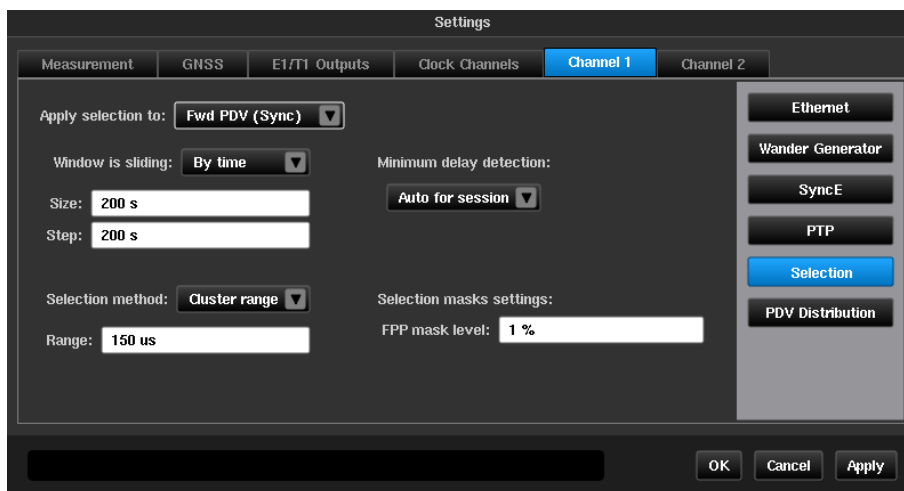 Settings
Measurement GNSS E1/T1 Outputs Clock Channels Channel 1 Channel 2
Apply selection to: Fwd PDV (Sync)
Window is sliding: By time
Size: 200 s
Step: 200 s
Minimum delay detection:
Auto for session
Selection method: Cluster range
Range: 150 us
Selection masks settings:
FPP mask level: 1 %
Ethernet
Wander Generator
SyncE
PTP
Selection
PDV Distribution
OK Cancel Apply